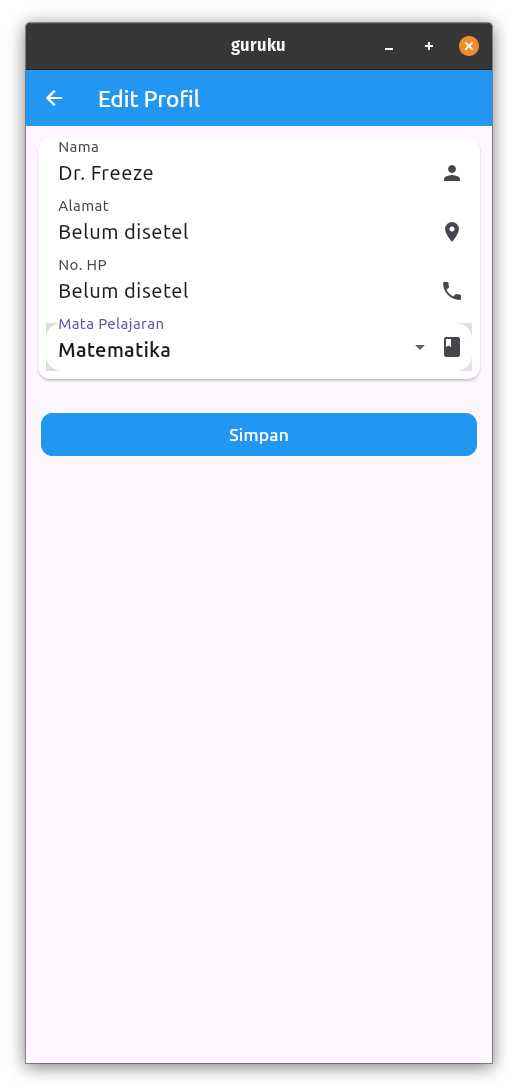 guruku
Edit Profil
Nama
Dr. Freeze
Alamat
Belum disetel
No. HP
Belum disetel
Mata Pelajaran
Matematika
Simpan